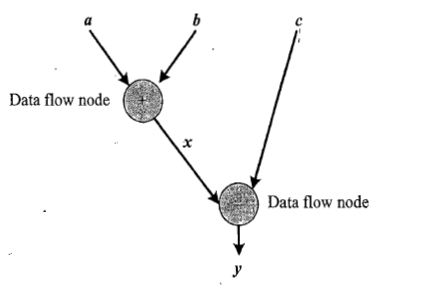 a
b
c
+
Data flow node
x
Data flow node
y